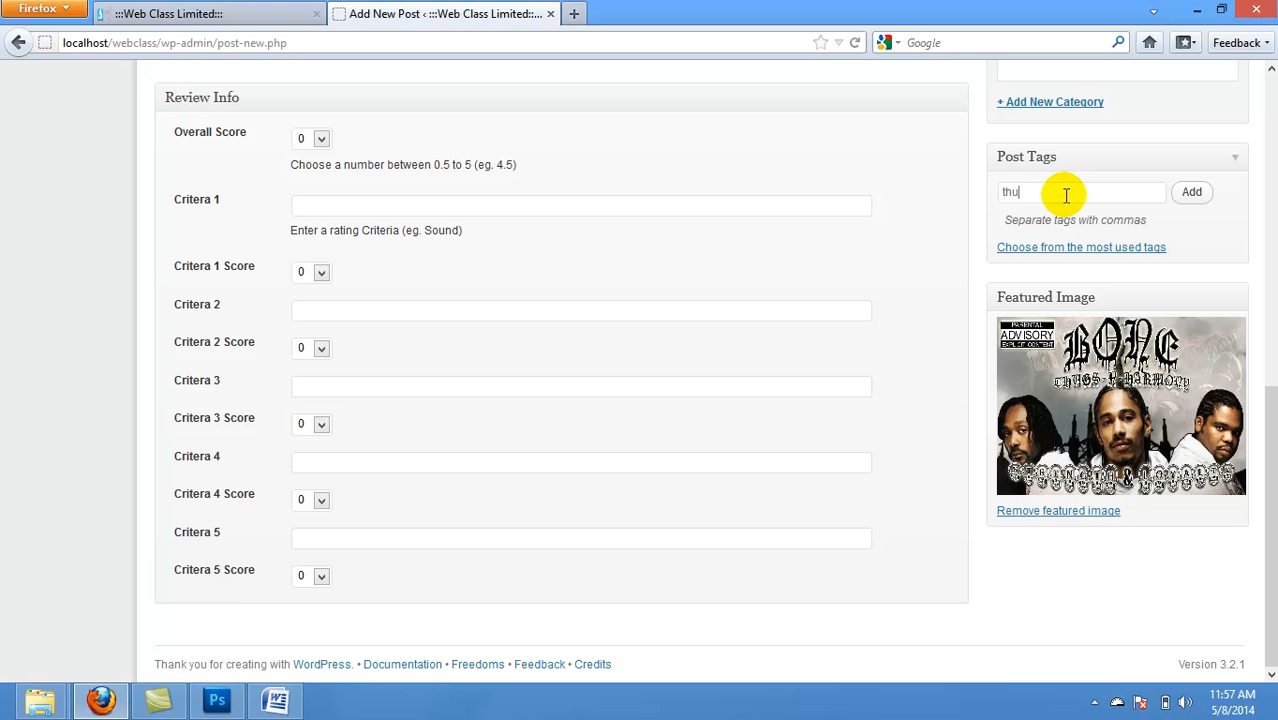 Firefox
:::Web Class Limited:::
Add New Post ‹ :::Web Class Limited::...
localhost/webclass/wp-admin/post-new.php
Google
Feedback
+ Add New Category
Review Info
Overall Score
0
Choose a number between 0.5 to 5 (eg. 4.5)
Critera 1
Enter a rating Criteria (eg. Sound)
Critera 1 Score
0
Critera 2
Critera 2 Score
0
Critera 3
Critera 3 Score
0
Critera 4
Critera 4 Score
0
Critera 5
Critera 5 Score
0
Post Tags
thu
Add
Separate tags with commas
Choose from the most used tags
Featured Image
PARENTAL
ADVISORY
EXPLICIT CONTENT
BONE
THUGS-N-HARMONY
Remove featured image
Thank you for creating with WordPress. • Documentation • Freedoms • Feedback • Credits
Version 3.2.1
Ps
W
11:57 AM
5/8/2014